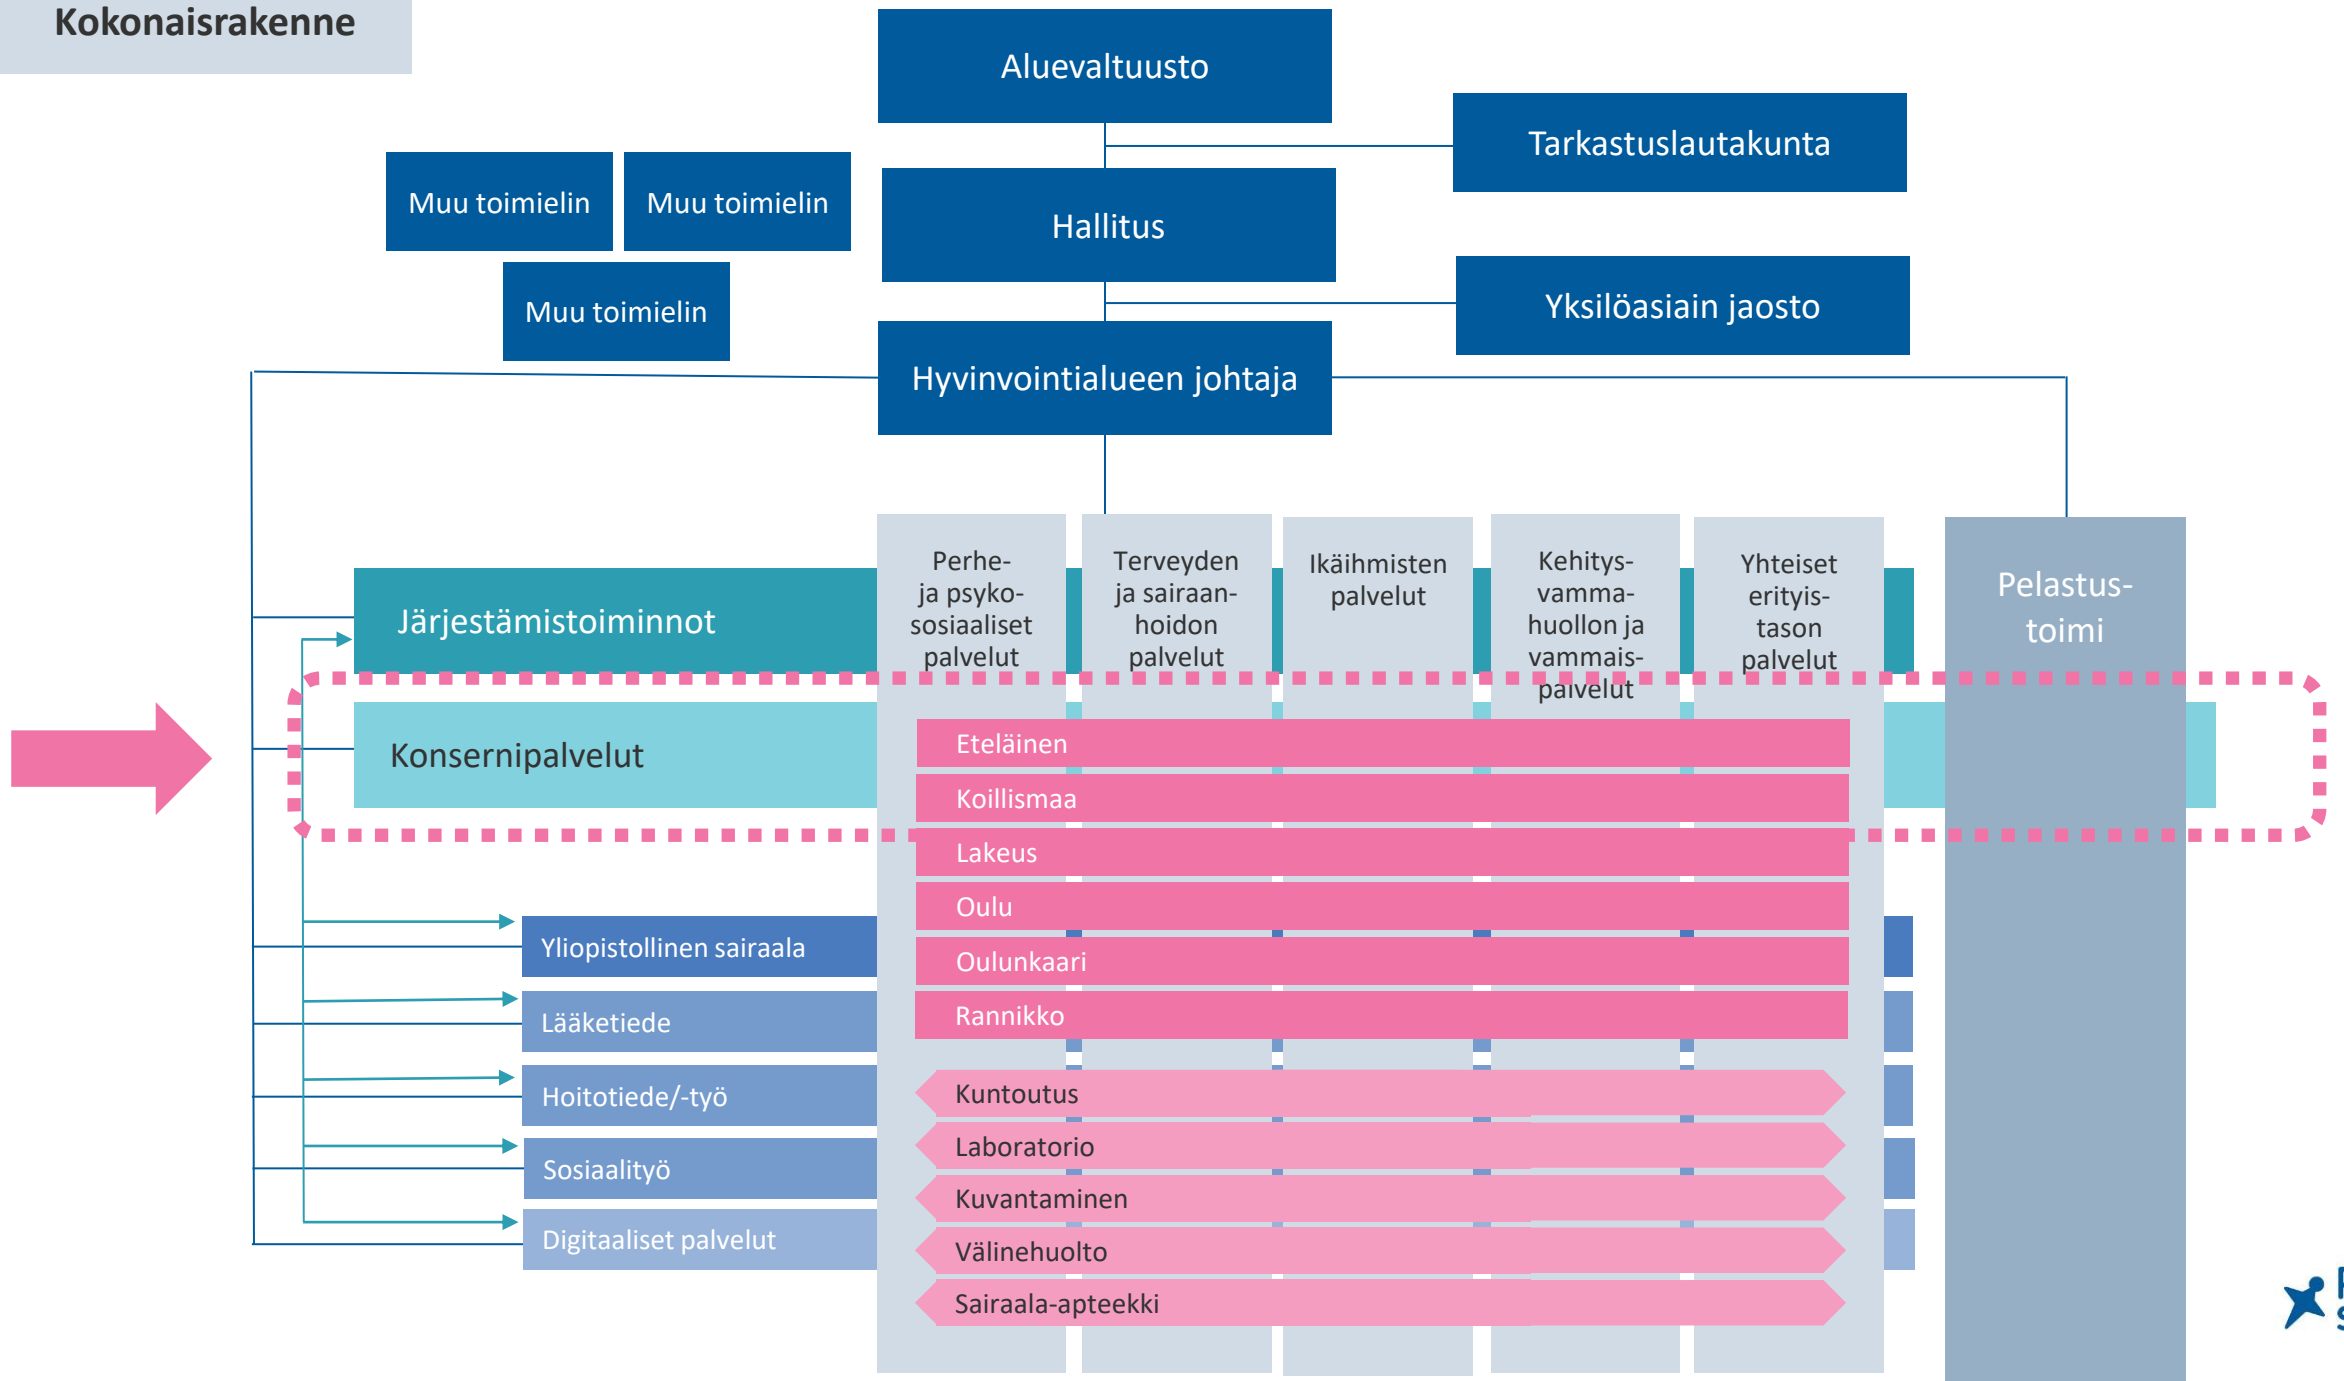 Kokonaisrakenne
Aluevaltuusto
Tarkastuslautakunta
Muu toimielin
Muu toimielin
Hallitus
Muu toimielin
Yksilöasiain jaosto
Hyvinvointialueen johtaja
Perhe-
ja psyko-
sosiaaliset
palvelut
Terveyden
ja sairaan-
hoidon
palvelut
Ikäihmisten
palvelut
Kehitys-
vamma-
huollon ja
vammais-
palvelut
Yhteiset
erityis-
tason
palvelut
Pelastus-
toimi
Järjestämistoiminnot
Konsernipalvelut
Eteläinen
Koillismaa
Lakeus
Oulu
Oulunkaari
Rannikko
Yliopistollinen sairaala
Lääketiede
Hoitotiede/-työ
Sosiaalityö
Digitaaliset palvelut
Kuntoutus
Laboratorio
Kuvantaminen
Välinehuolto
Sairaala-apteekki